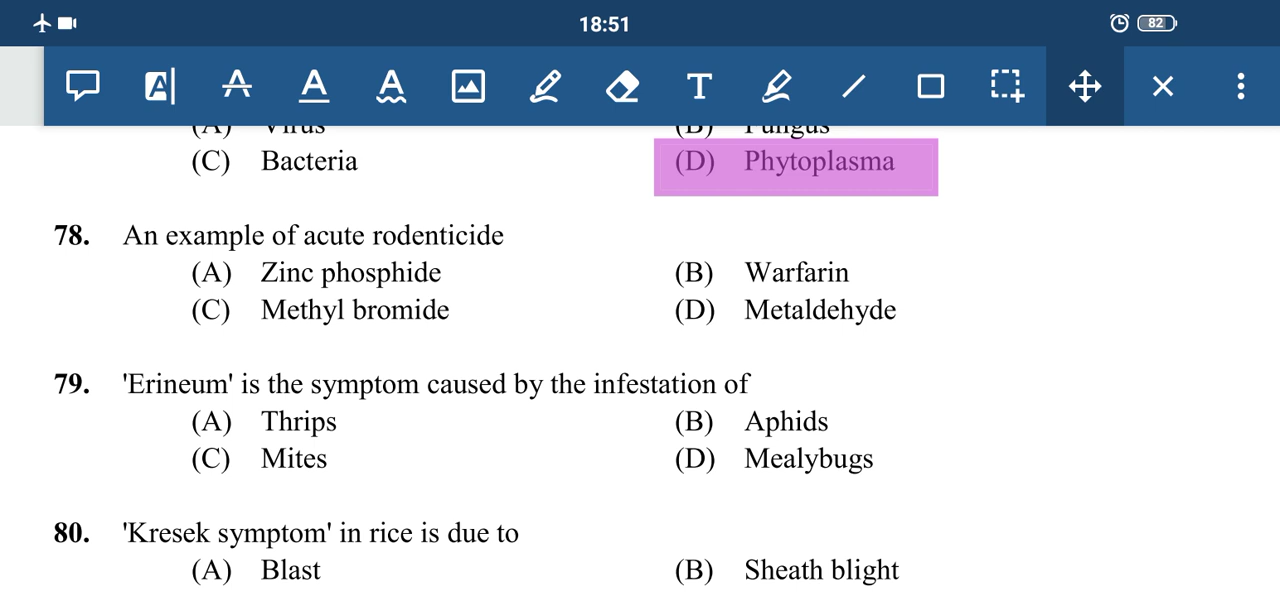 18:51
82
A A A A T
(A) Virus (B) Fungus
(C) Bacteria (D) Phytoplasma
78. An example of acute rodenticide
(A) Zinc phosphide (B) Warfarin
(C) Methyl bromide (D) Metaldehyde
79. 'Erineum' is the symptom caused by the infestation of
(A) Thrips (B) Aphids
(C) Mites (D) Mealybugs
80. 'Kresek symptom' in rice is due to
(A) Blast (B) Sheath blight